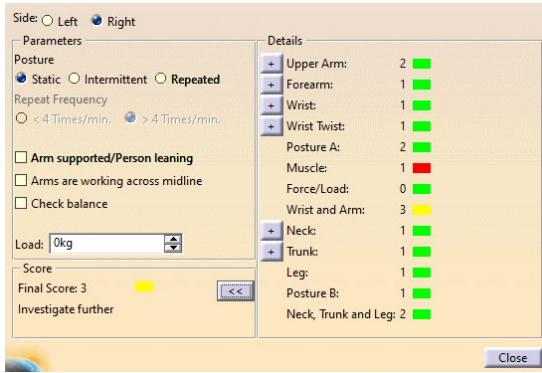 Side: Left Right
Parameters
Posture
Static Intermittent Repeated
Repeat Frequency
< 4 Times/min. > 4 Times/min.
Arm supported/Person leaning
Arms are working across midline
Check balance
Load: 0kg
Score
Final Score: 3
<<
Investigate further
Details
+ Upper Arm: 2
+ Forearm: 1
+ Wrist: 1
+ Wrist Twist: 1
Posture A: 2
Muscle: 1
Force/Load: 0
Wrist and Arm: 3
+ Neck: 1
+ Trunk: 1
Leg: 1
Posture B: 1
Neck, Trunk and Leg: 2
Close